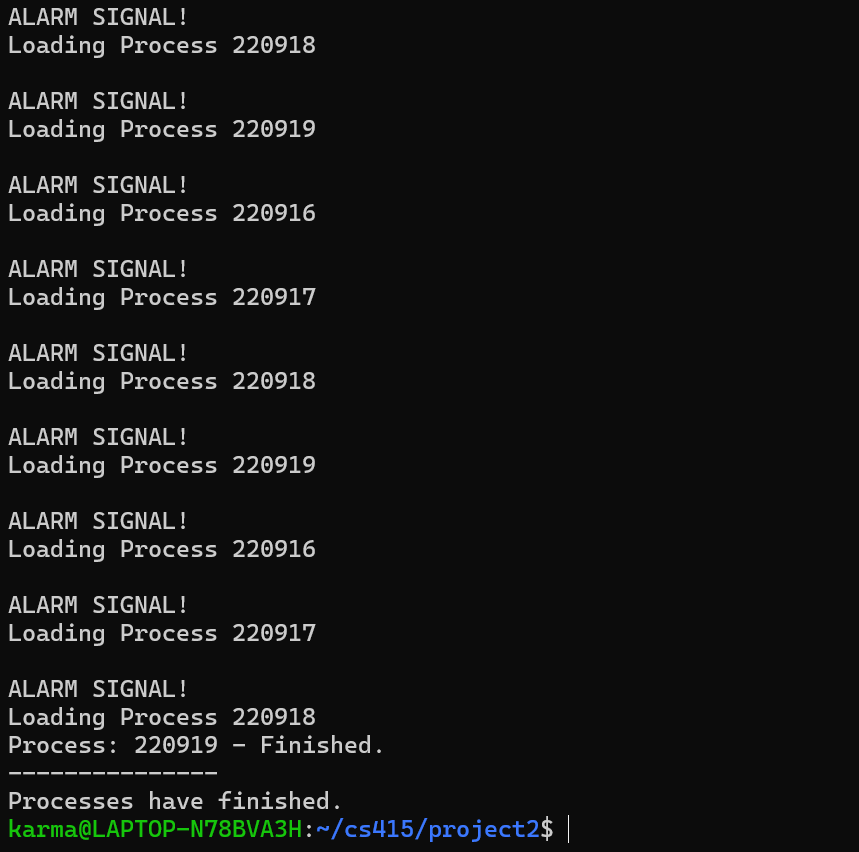 ALARM SIGNAL!
Loading Process 220918
ALARM SIGNAL!
Loading Process 220919
ALARM SIGNAL!
Loading Process 220916
ALARM SIGNAL!
Loading Process 220917
ALARM SIGNAL!
Loading Process 220918
ALARM SIGNAL!
Loading Process 220919
ALARM SIGNAL!
Loading Process 220916
ALARM SIGNAL!
Loading Process 220917
ALARM SIGNAL!
Loading Process 220918
Process: 220919 - Finished.
---------------
Processes have finished.
karma@LAPTOP-N78BVA3H:~/cs415/project2$